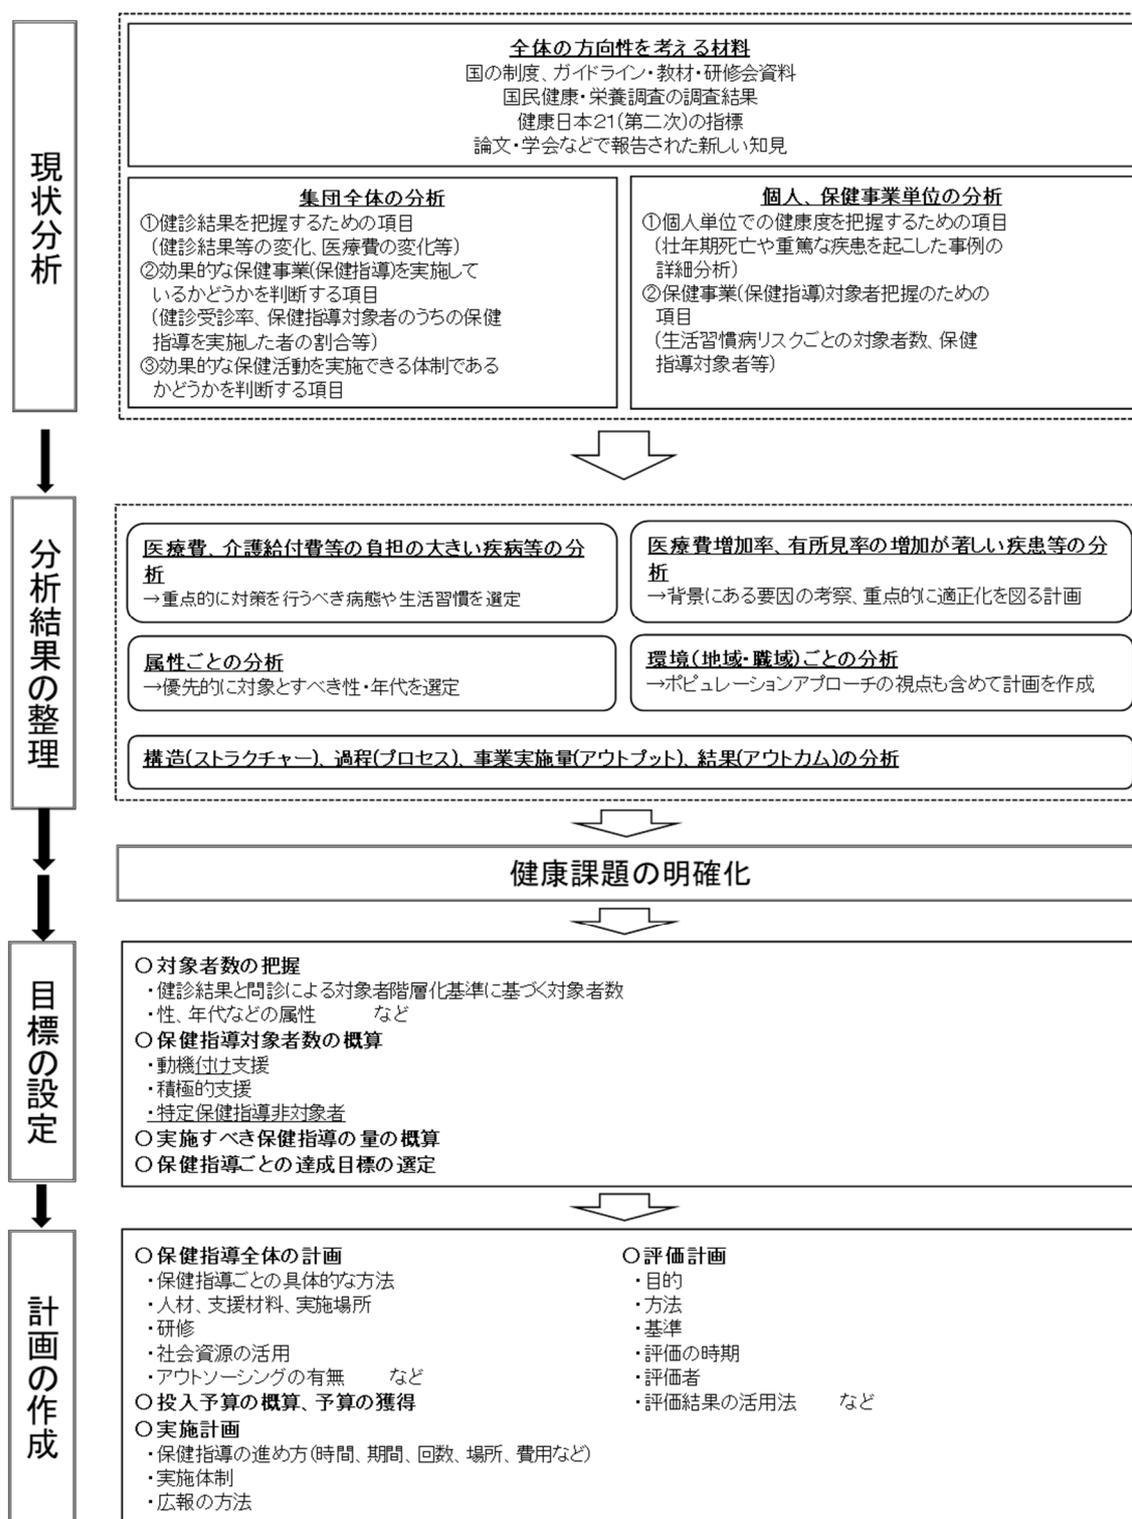 現状分析
全体の方向性を考える材料
国の制度、ガイドライン・教材・研修会資料
国民健康・栄養調査の調査結果
健康日本21(第二次)の指標
論文・学会などで報告された新しい知見
集団全体の分析
①健診結果を把握するための項目
(健診結果等の変化、医療費の変化等)
②効果的な保健事業(保健指導)を実施して
いるかどうかを判断する項目
(健診受診率、保健指導対象者のうちの保健
指導を実施した者の割合等)
③効果的な保健活動を実施できる体制である
かどうかを判断する項目
個人、保健事業単位の分析
①個人単位での健康度を把握するための項目
(壮年期死亡や重篤な疾患を起こした事例の
詳細分析)
②保健事業(保健指導)対象者把握のための
項目
(生活習慣病リスクごとの対象者数、保健
指導対象者等)
分析結果の整理
医療費、介護給付費等の負担の大きい疾病等の分
析
→重点的に対策を行うべき病態や生活習慣を選定
医療費増加率、有所見率の増加が著しい疾患等の分
析
→背景にある要因の考察、重点的に適正化を図る計画
属性ごとの分析
→優先的に対象とすべき性・年代を選定
環境(地域・職域)ごとの分析
→ポピュレーションアプローチの視点も含めて計画を作成
構造(ストラクチャー)、過程(プロセス)、事業実施量(アウトプット)、結果(アウトカム)の分析
健康課題の明確化
目標の設定
○対象者数の把握
・健診結果と問診による対象者階層化基準に基づく対象者数
・性、年代などの属性 など
○保健指導対象者数の概算
・動機付け支援
・積極的支援
・特定保健指導非対象者
○実施すべき保健指導の量の概算
○保健指導ごとの達成目標の選定
計画の作成
○保健指導全体の計画
・保健指導ごとの具体的な方法
・人材、支援材料、実施場所
・研修
・社会資源の活用
・アウトソーシングの有無 など
○投入予算の概算、予算の獲得
○実施計画
・保健指導の進め方(時間、期間、回数、場所、費用など)
・実施体制
・広報の方法
○評価計画
・目的
・方法
・基準
・評価の時期
・評価者
・評価結果の活用法 など